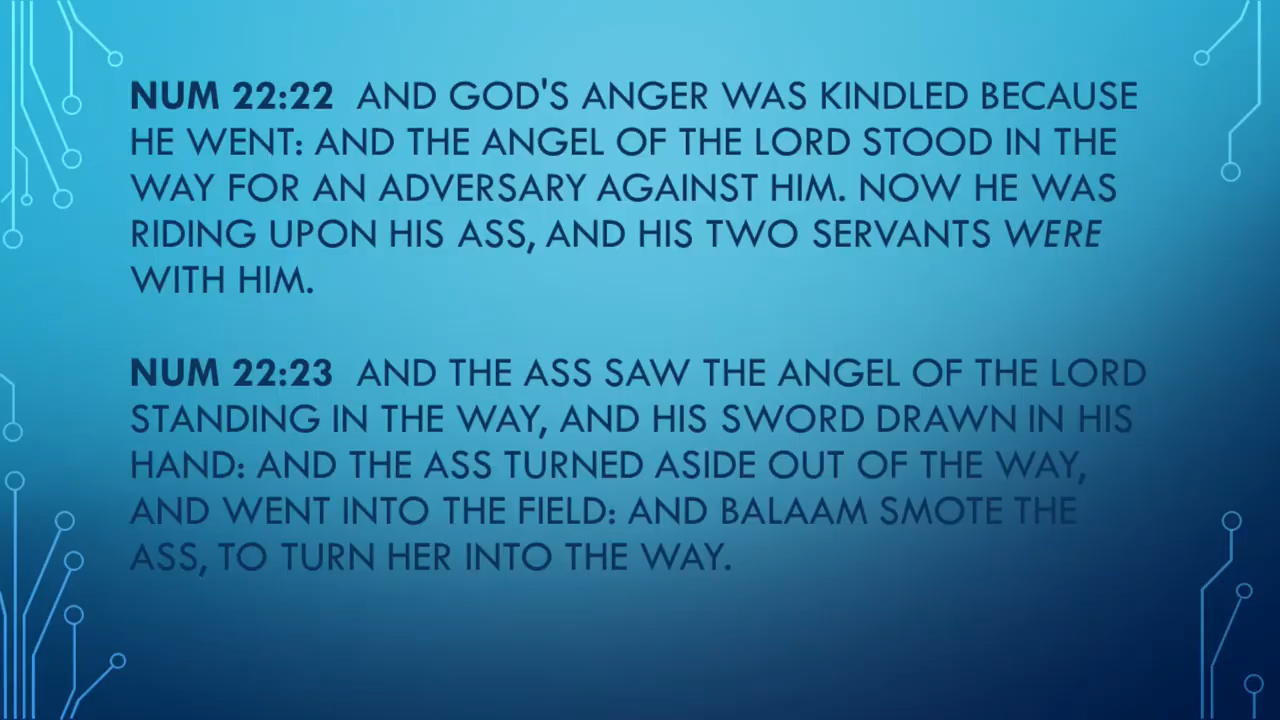 NUM 22:22 AND GOD'S ANGER WAS KINDLED BECAUSE
HE WENT: AND THE ANGEL OF THE LORD STOOD IN THE
WAY FOR AN ADVERSARY AGAINST HIM. NOW HE WAS
RIDING UPON HIS ASS, AND HIS TWO SERVANTS WERE
WITH HIM.
NUM 22:23 AND THE ASS SAW THE ANGEL OF THE LORD
STANDING IN THE WAY, AND HIS SWORD DRAWN IN HIS
HAND: AND THE ASS TURNED ASIDE OUT OF THE WAY,
AND WENT INTO THE FIELD: AND BALAAM SMOTE THE
ASS, TO TURN HER INTO THE WAY.